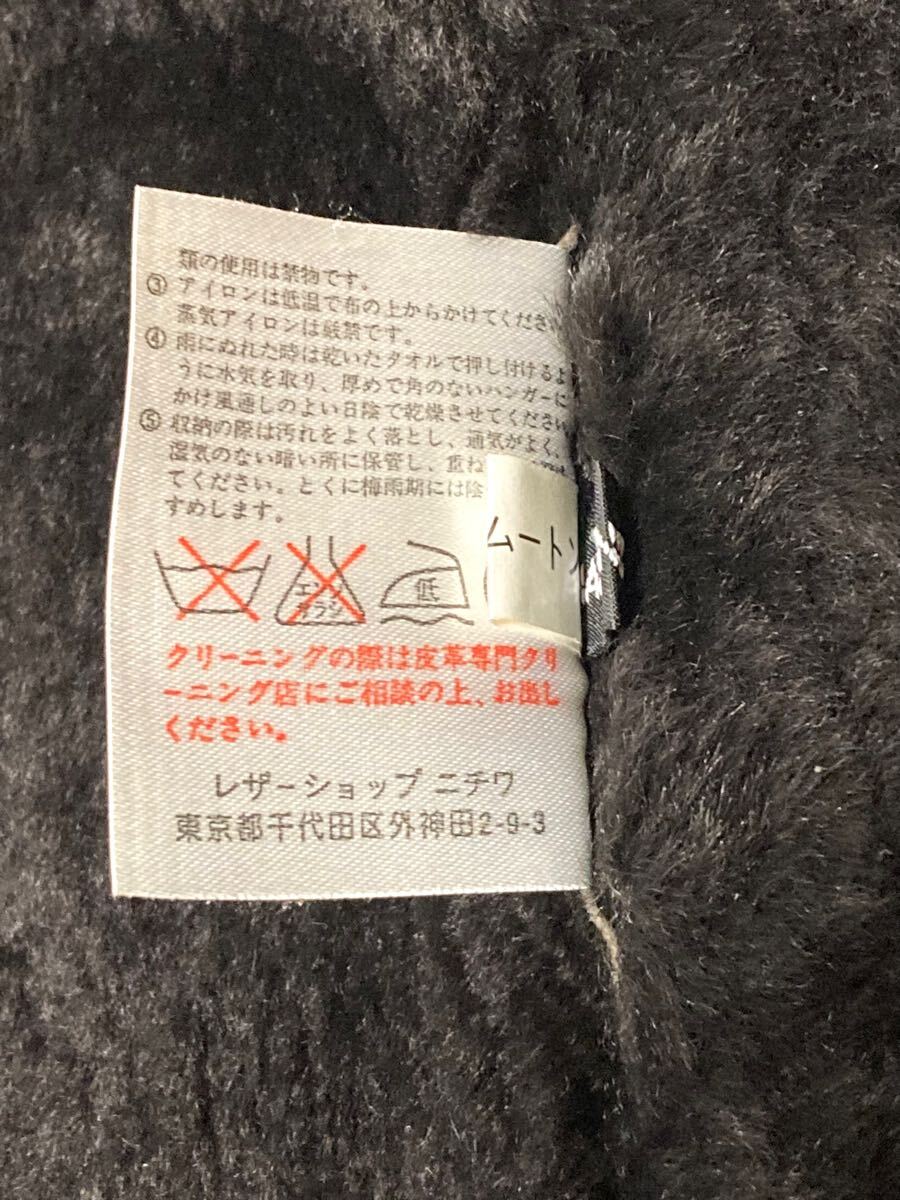 類の使用は禁物です。
③ アイロンは低温で布の上からかけてください
蒸気アイロンは厳禁です。
④ 雨にぬれた時は乾いたタオルで押し付けるよ
うに水気を取り、厚めで角のないハンガーに
かけ風通しのよい日陰で乾燥させてください
⑤ 収納の際は汚れをよく落とし、通気がよく、
湿気のない暗い所に保管し、重ね
てください。とくに梅雨期には陰
すめします。
エンソ
ドラシ
低
ムートン
クリーニングの際は皮革専門クリ
ーニング店にご相談の上、お出し
ください。
レザーショップ ニチワ
東京都千代田区外神田2-9-3